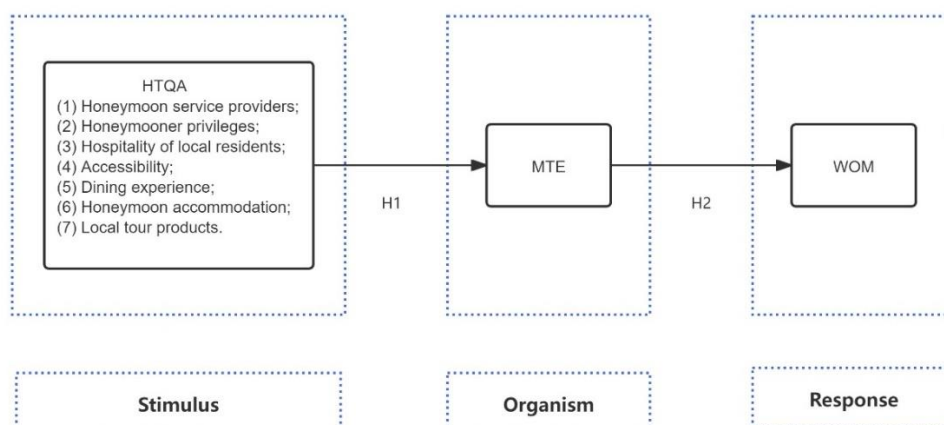 HTQA
(1) Honeymoon service providers;
(2) Honeymooner privileges;
(3) Hospitality of local residents;
(4) Accessibility;
(5) Dining experience;
(6) Honeymoon accommodation;
(7) Local tour products.
H1
MTE
H2
WOM
Stimulus
Organism
Response